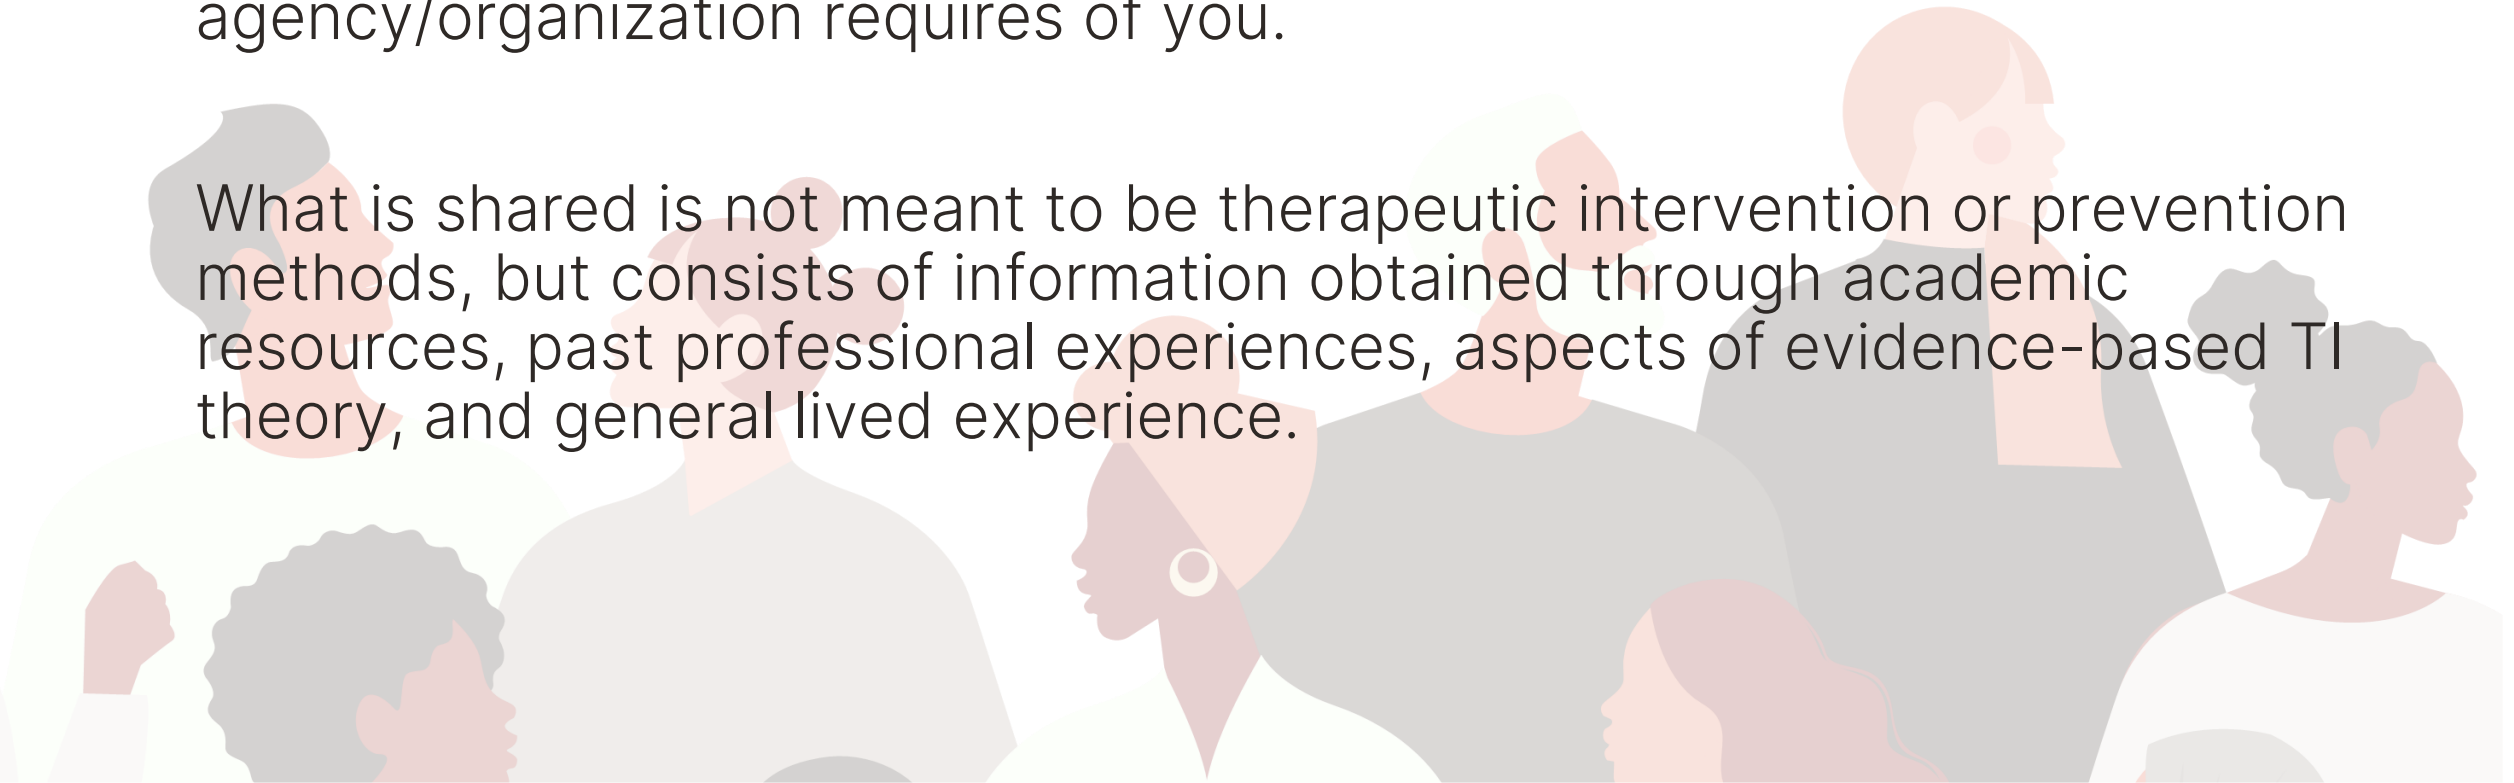 agency/organization requires of you.
What is shared is not meant to be therapeutic intervention or prevention
methods, but consists of information obtained through academic
resources, past professional experiences, aspects of evidence-based TI
theory, and general lived experience.